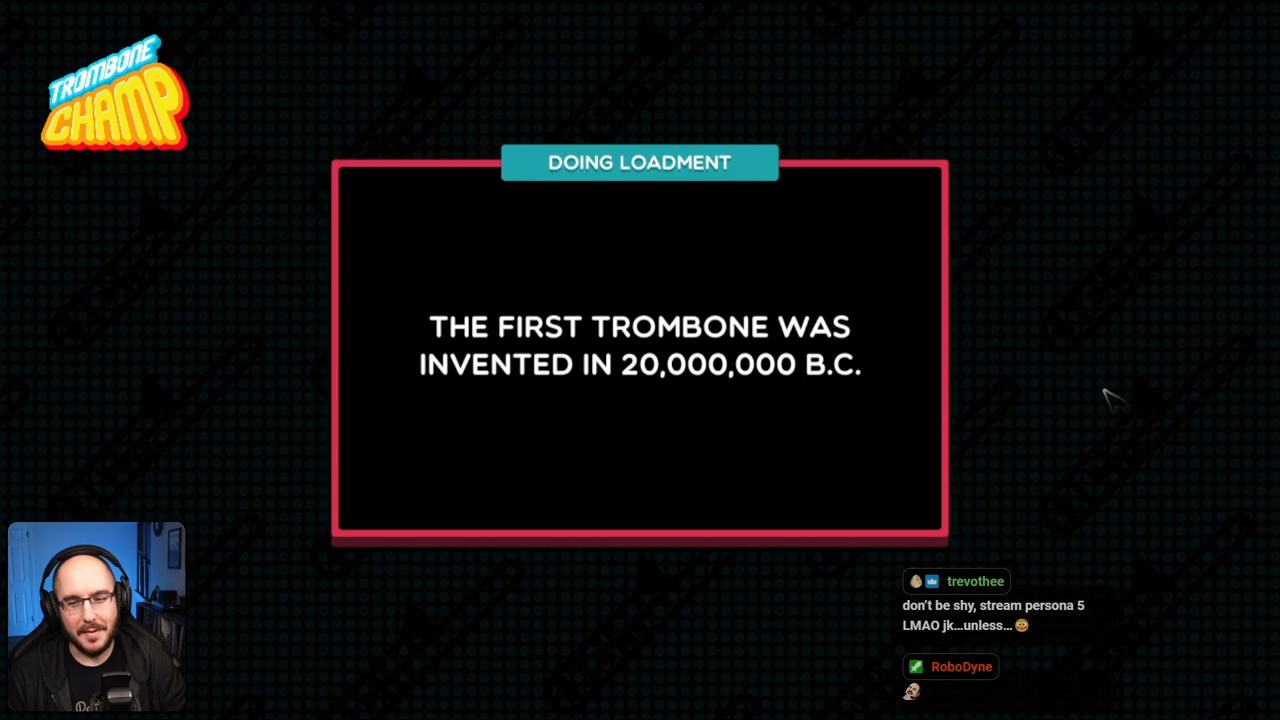 TROMBONE
CHAMP
DOING LOADMENT
THE FIRST TROMBONE WAS
INVENTED IN 20,000,000 B.C.
trevothee
don't be shy, stream persona 5
LMAO jk...unless...
RoboDyne